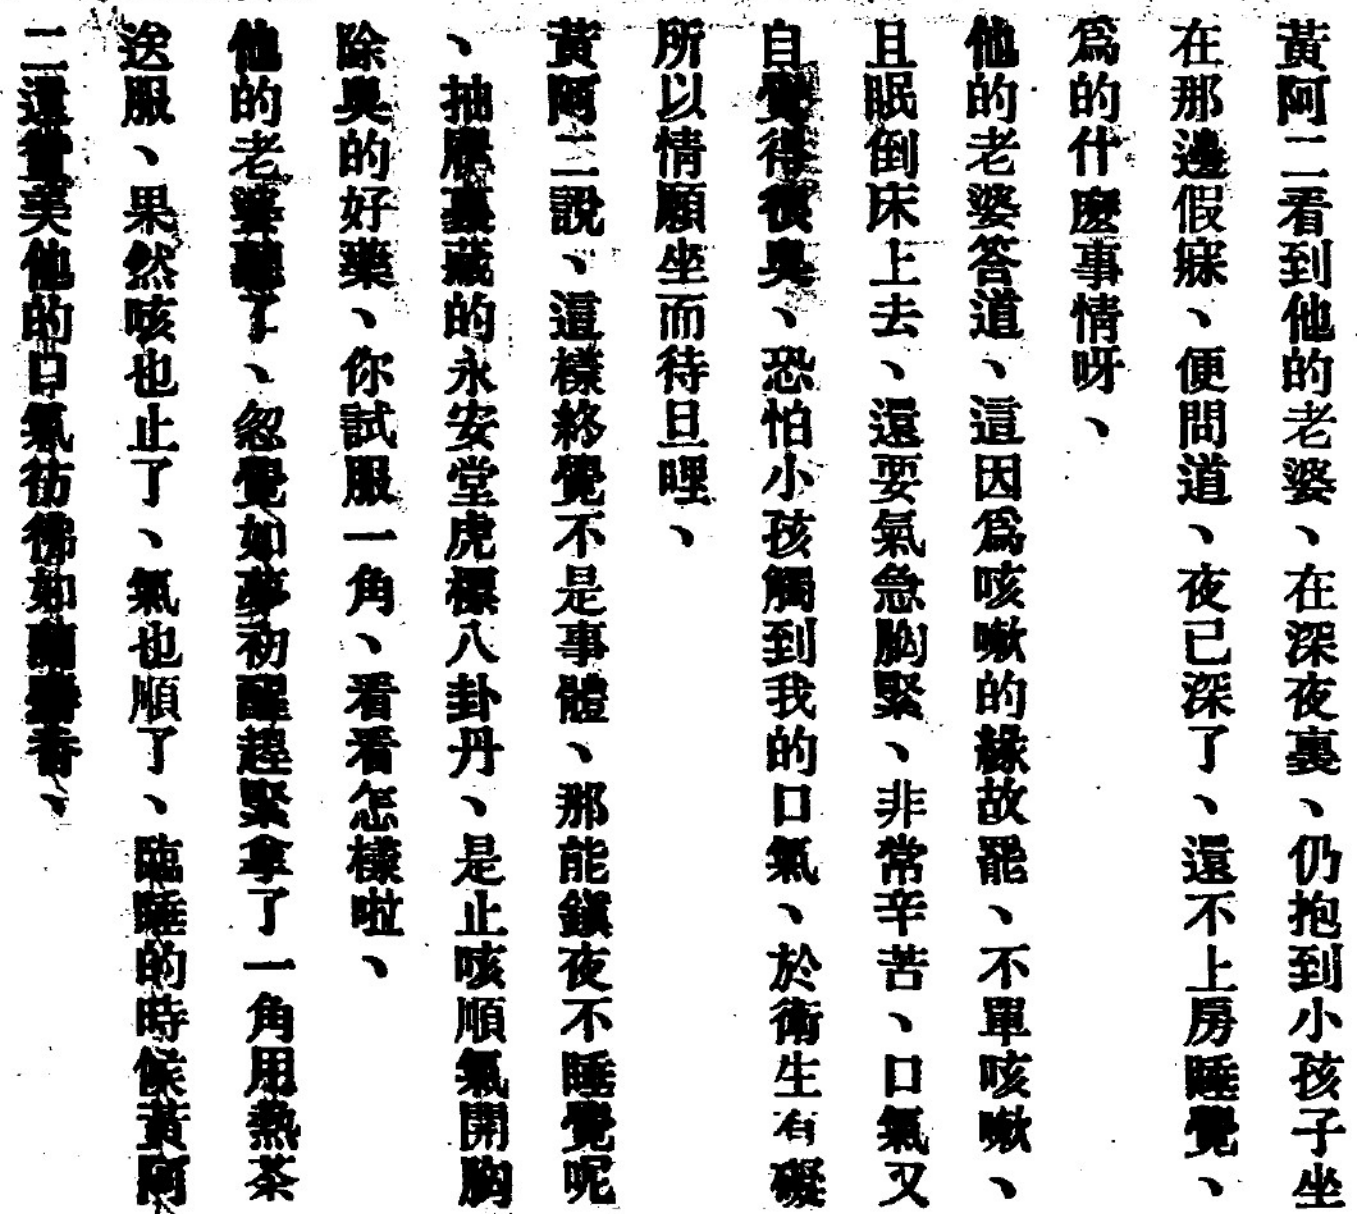 黃阿二看到他的老婆、在深夜裏、仍抱到小孩子坐
在那邊假寐、便問道、夜已深了、還不上房睡覺、
爲的什麽事情呀、
他的老婆答道、這因爲咳嗽的緣故罷、不單咳嗽、
且眠倒床上去、還要氣急胸緊、非常辛苦、口氣又
自覺得很臭、恐怕小孩觸到我的口氣、於衛生有礙
所以情願坐而待旦哩、
黃阿二說、這樣終覺不是事體、那能鎮夜不睡覺呢
、抽屜裏藏的永安堂虎標八卦丹、是止咳順氣開胸
除臭的好藥、你試服一角、看看怎樣啦、
他的老婆聽了、忽覺如夢初醒趕緊拿了一角用熱茶
送服、果然咳也止了、氣也順了、臨睡的時候黃阿
二還賞美他的口氣彷彿如蘭麝香、